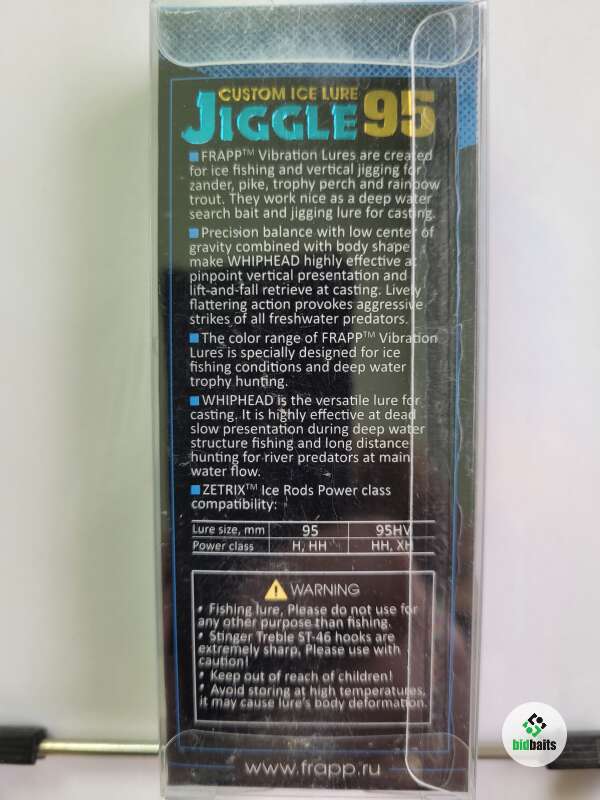 CUSTOM ICE LURE
JIGGLE 95
FRAPP™ Vibration Lures are created
for ice fishing and vertical jigging for
zander, pike, trophy perch and rainbow
trout. They work nice as a deep water
search bait and jigging lure for casting.
Precision balance with low center of
gravity combined with body shape
make WHIPHEAD highly effective at
pinpoint vertical presentation and
lift-and-fall retrieve at casting. Lively
flattering action provokes aggressive
strikes of all freshwater predators.
The color range of FRAPP™ Vibration
Lures is specially designed for ice
fishing conditions and deep water
trophy hunting.
WHIPHEAD is the versatile lure for
casting. It is highly effective at dead
slow presentation during deep water
structure fishing and long distance
hunting for river predators at main
water flow.
ZETRIX™ Ice Rods Power class
compatibility:
Lure size, mm 95 95HV
Power class H, HH HH, XH
WARNING
• Fishing lure, Please do not use for
any other purpose than fishing.
• Stinger Treble ST-46 hooks are
extremely sharp, Please use with
caution!
• Keep out of reach of children!
• Avoid storing at high temperatures,
it may cause lure's body deformation.
www.frapp.ru
bidbaits